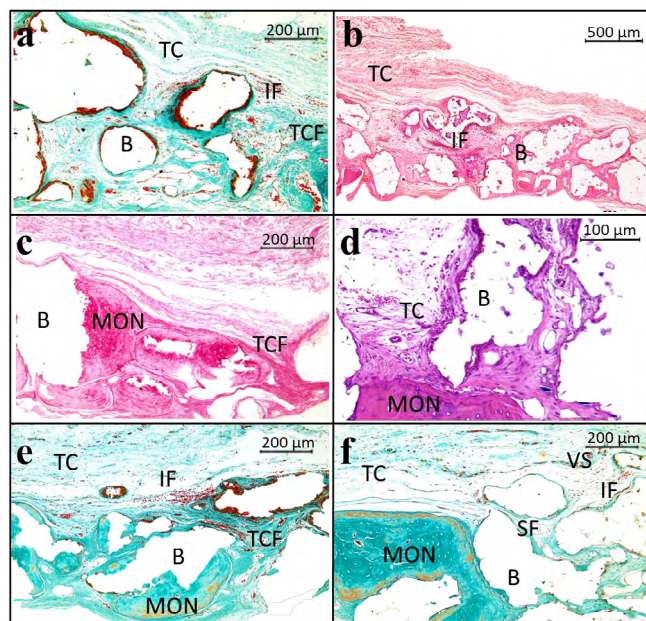 a
200 µm
TC
IF
TCF
B
b
500 µm
TC
IF
B
c
200 µm
B
MON
TCF
d
100 µm
TC
B
MON
e
200 µm
TC
IF
TCF
B
MON
f
200 µm
VS
TC
IF
SF
MON
B